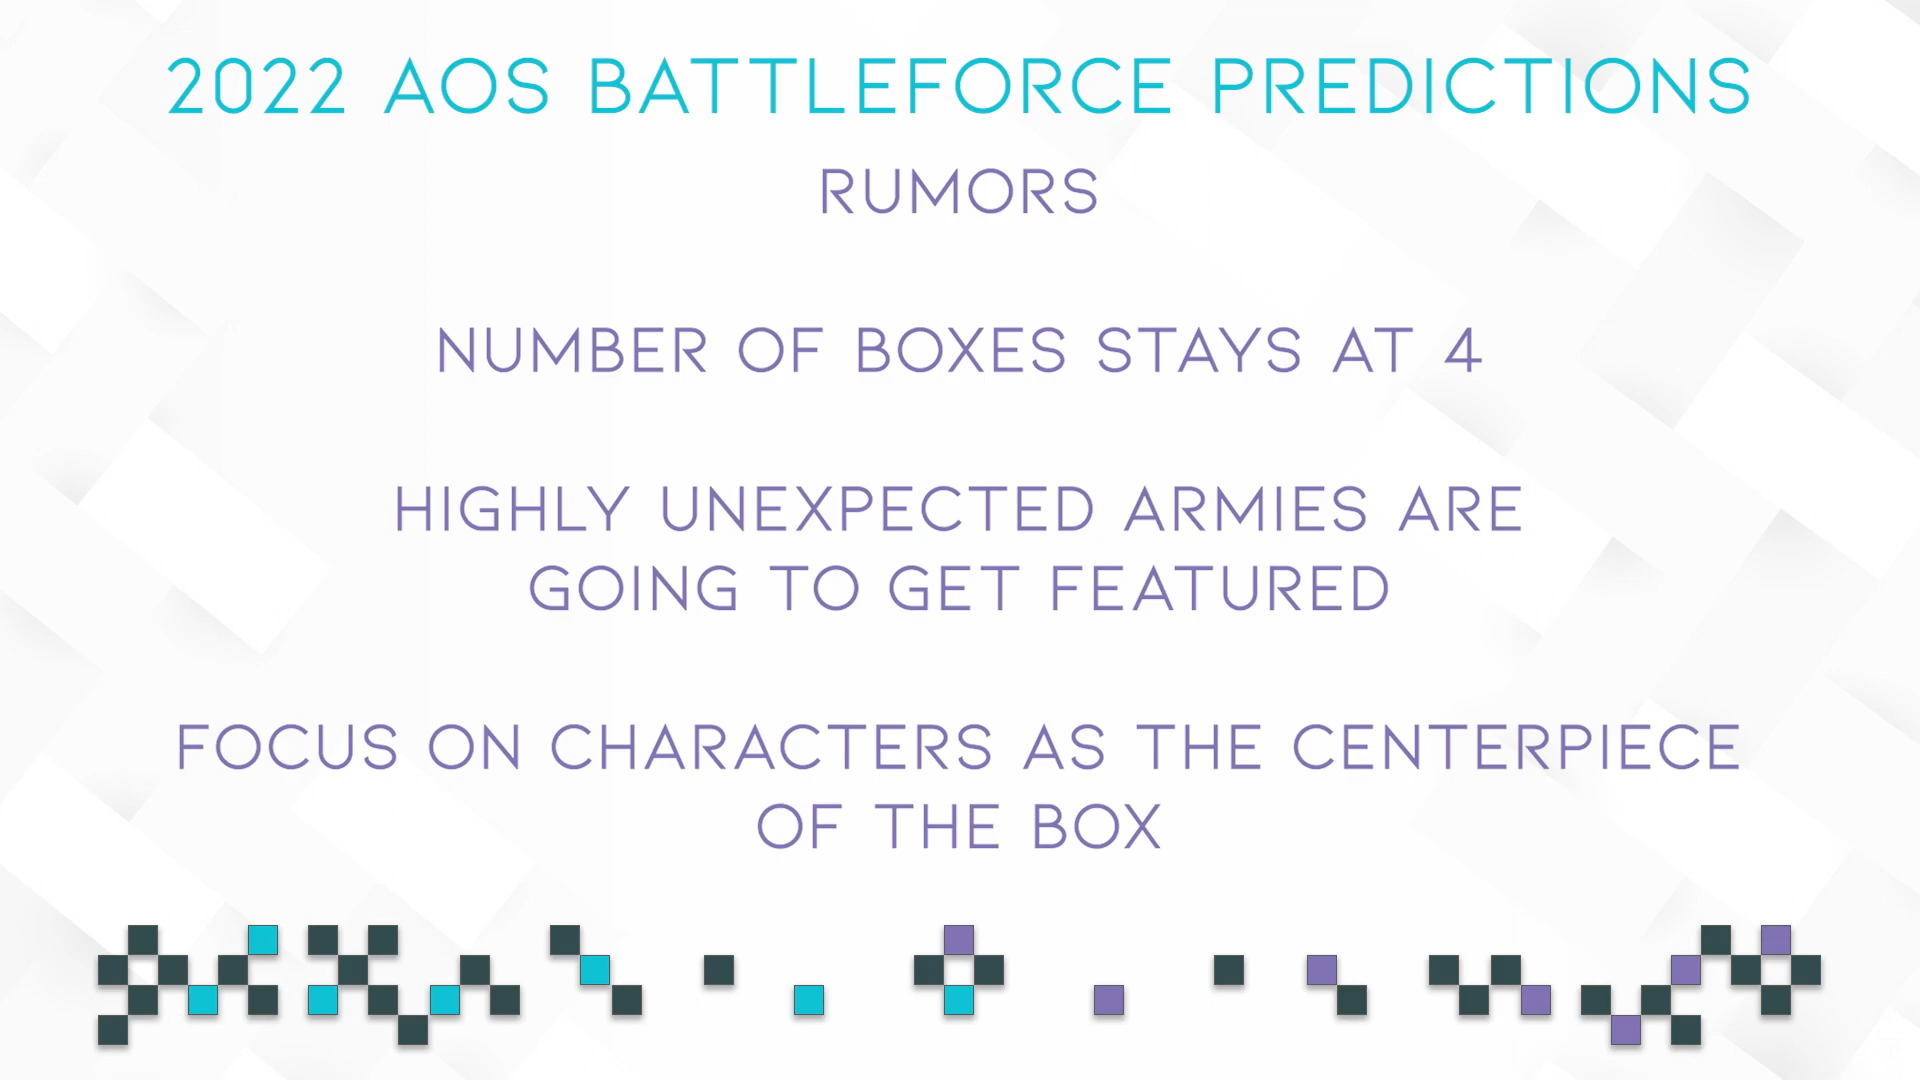 2022 AOS BATTLEFORCE PREDICTIONS
RUMORS
NUMBER OF BOXES STAYS AT 4
HIGHLY UNEXPECTED ARMIES ARE
GOING TO GET FEATURED
FOCUS ON CHARACTERS AS THE CENTERPIECE
OF THE BOX